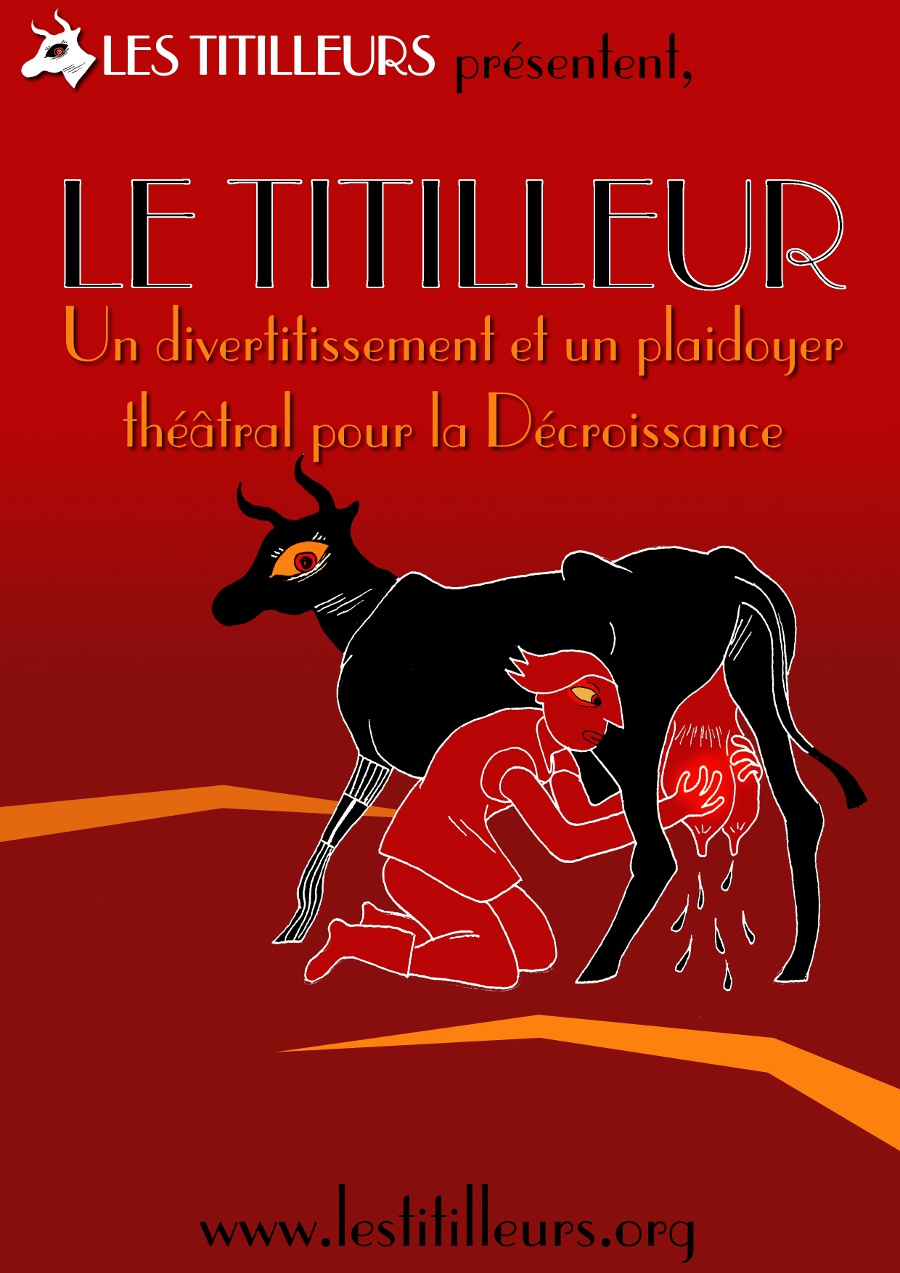 LES TITILLEURS présentent,
LE TITILLEUR
Un divertitissement et un plaidoyer
théâtral pour la Décroissance
www.lestitilleurs.org